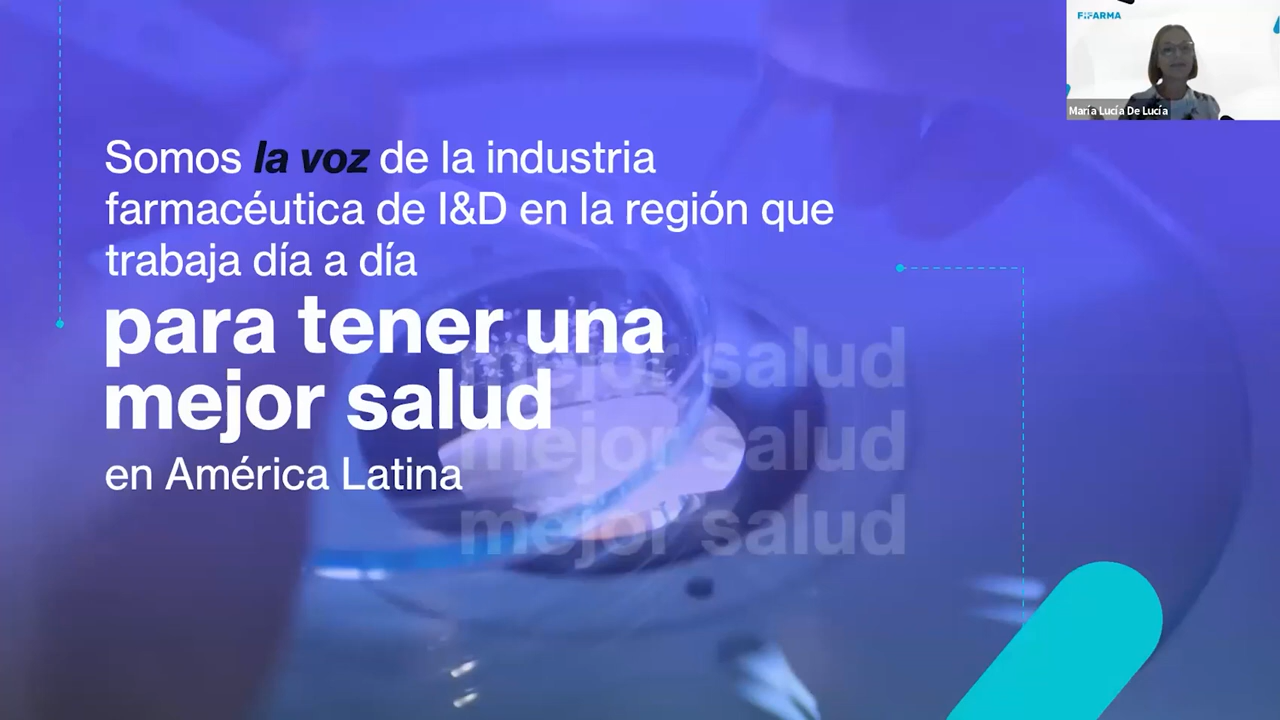 FIFARMA
María Lucía De Lucía
Somos la voz de la industria
farmacéutica de I&D en la región que
trabaja día a día
para tener una
mejor salud
en América Latina
mejor salud
mejor salud
mejor salud